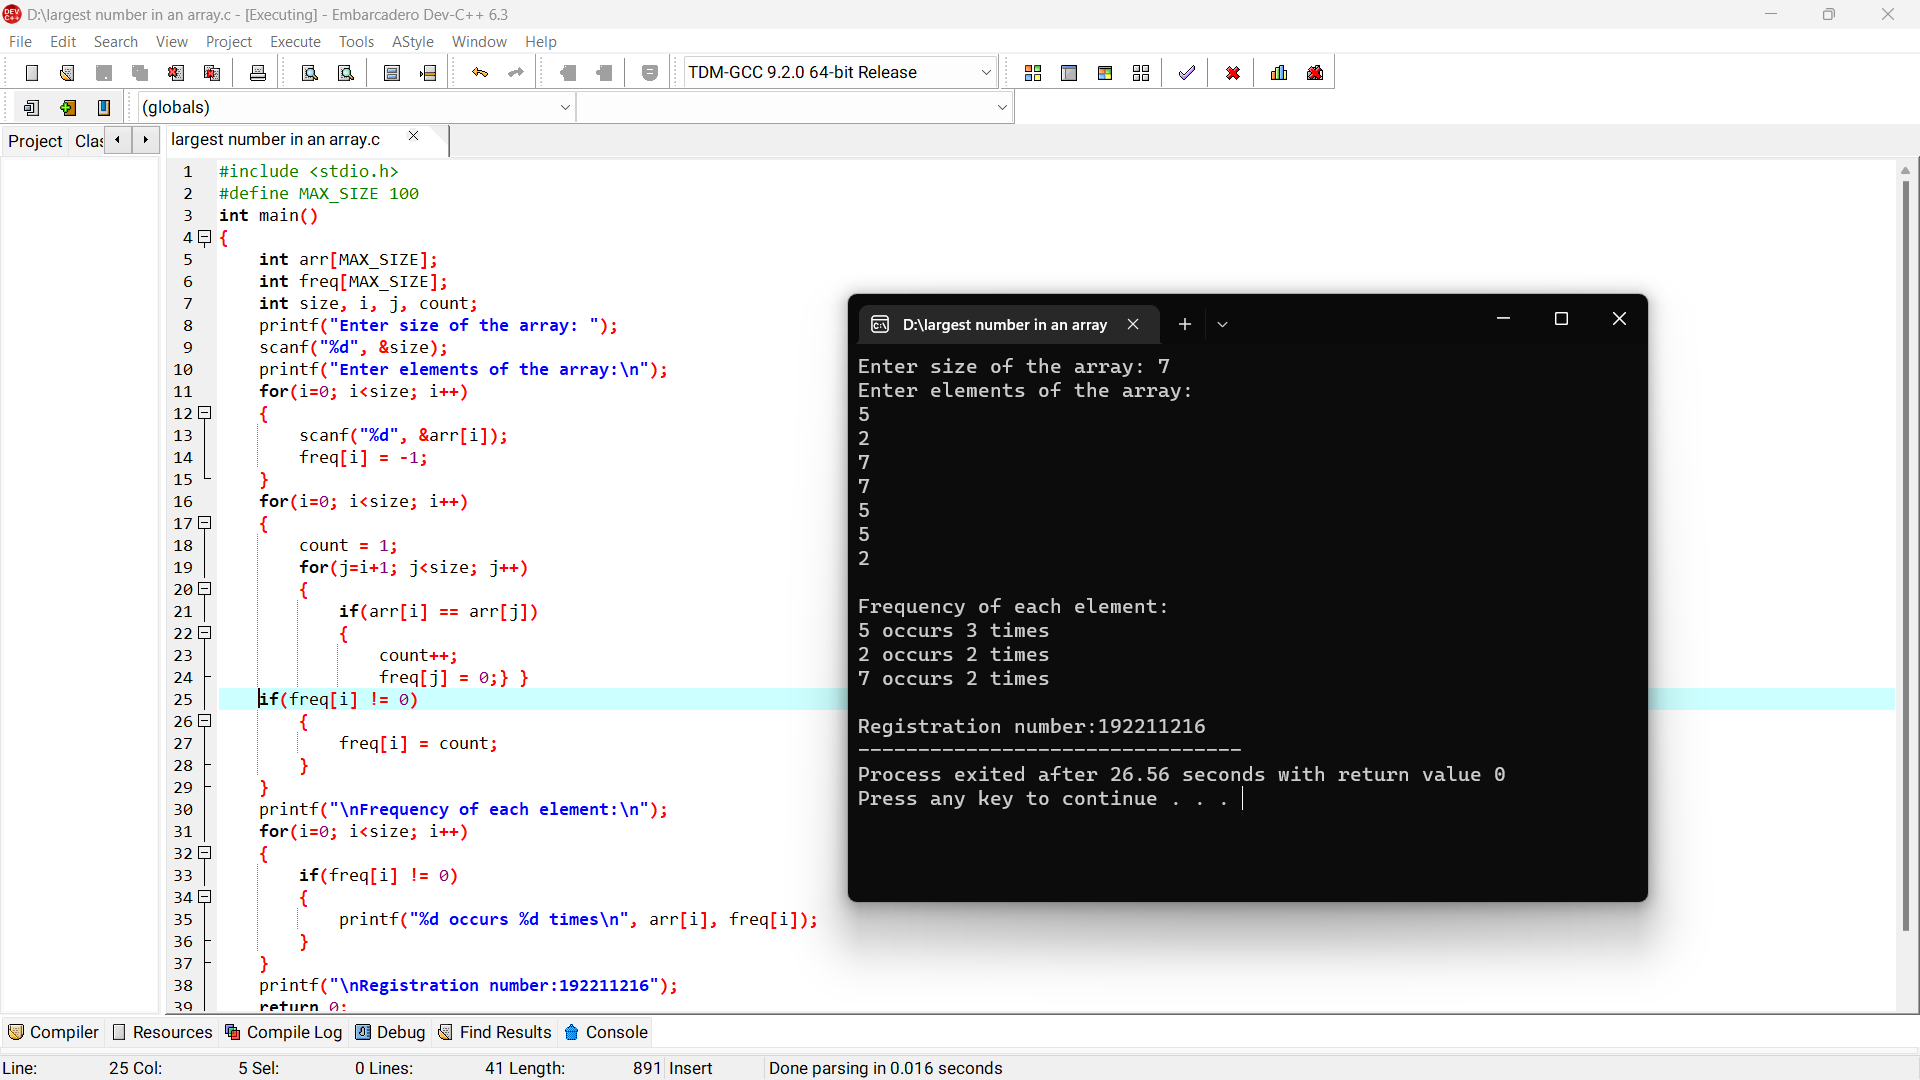 D:\largest number in an array.c - [Executing] - Embarcadero Dev-C++ 6.3
File Edit Search View Project Execute Tools AStyle Window Help
TDM-GCC 9.2.0 64-bit Release
(globals)
Project Clas
largest number in an array.c
1 #include <stdio.h>
2 #define MAX_SIZE 100
3 int main()
4 {
5 int arr[MAX_SIZE];
6 int freq[MAX_SIZE];
7 int size, i, j, count;
8 printf("Enter size of the array: ");
9 scanf("%d", &size);
10 printf("Enter elements of the array:\n");
11 for(i=0; i<size; i++)
12 {
13 scanf("%d", &arr[i]);
14 freq[i] = -1;
15 }
16 for(i=0; i<size; i++)
17 {
18 count = 1;
19 for(j=i+1; j<size; j++)
20 {
21 if(arr[i] == arr[j])
22 {
23 count++;
24 freq[j] = 0;} }
25 if(freq[i] != 0)
26 {
27 freq[i] = count;
28 }
29 }
30 printf("\nFrequency of each element:\n");
31 for(i=0; i<size; i++)
32 {
33 if(freq[i] != 0)
34 {
35 printf("%d occurs %d times\n", arr[i], freq[i]);
36 }
37 }
38 printf("\nRegistration number:192211216");
39 return 0;
D:\largest number in an array
Enter size of the array: 7
Enter elements of the array:
5
2
7
7
5
5
2
Frequency of each element:
5 occurs 3 times
2 occurs 2 times
7 occurs 2 times
Registration number:192211216
--------------------------------
Process exited after 26.56 seconds with return value 0
Press any key to continue . . .
Compiler Resources Compile Log Debug Find Results Console
Line: 25 Col: 5 Sel: 0 Lines: 41 Length: 891 Insert Done parsing in 0.016 seconds